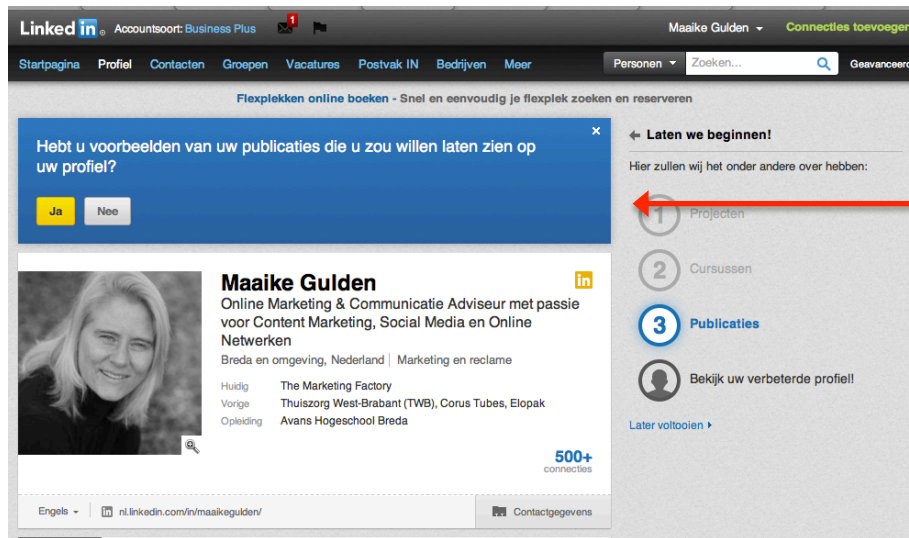 Linked in ® Accountsoort: Business Plus 1 Maaike Gulden Connecties toevoegen
Startpagina Profiel Contacten Groepen Vacatures Postvak IN Bedrijven Meer Personen Zoeken... Geavanceerd
Flexplekken online boeken - Snel en eenvoudig je flexplek zoeken en reserveren
Hebt u voorbeelden van uw publicaties die u zou willen laten zien op
uw profiel?
×
Ja Nee
Laten we beginnen!
Hier zullen wij het onder andere over hebben:
1 Projecten
2 Cursussen
3 Publicaties
Bekijk uw verbeterde profiel!
Later voltooien
Maaike Gulden
in
Online Marketing & Communicatie Adviseur met passie
voor Content Marketing, Social Media en Online
Netwerken
Breda en omgeving, Nederland | Marketing en reclame
Huidig The Marketing Factory
Vorige Thuiszorg West-Brabant (TWB), Corus Tubes, Elopak
Opleiding Avans Hogeschool Breda
500+
connecties
Engels in nl.linkedin.com/in/maaikegulden/ Contactgegevens